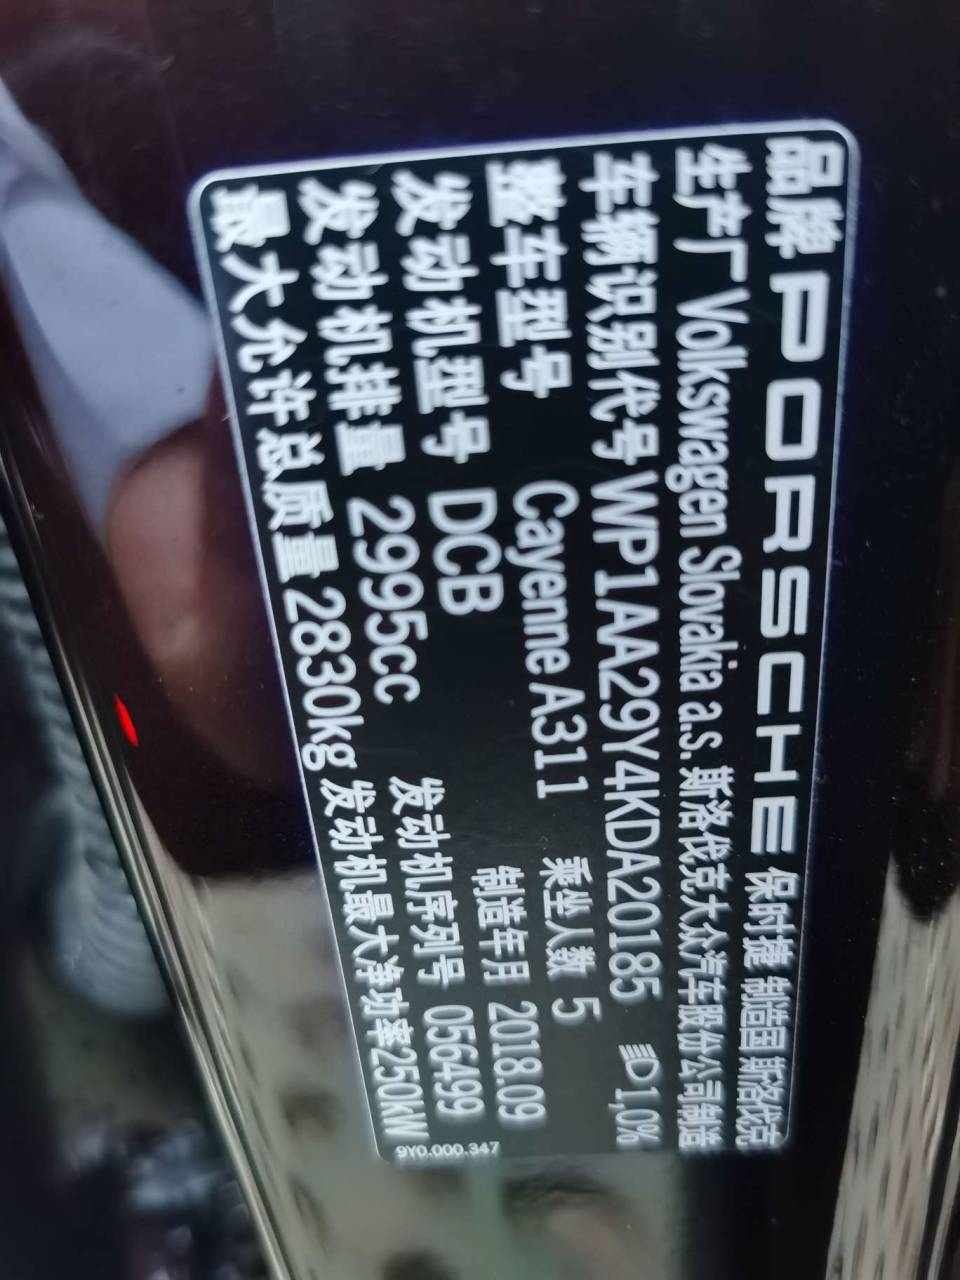 品牌 PORSCHE 保时捷 制造国 斯洛伐克
生产厂 Volkswagen Slovakia a.s. 斯洛伐克大众汽车股份公司制造
车辆识别代号 WP1AA29Y4KDA20185 1,0%
整车型号 Cayenne A311 乘坐人数 5
发动机型号 DCB 制造年月 2018.09
发动机排量 2995cc 发动机序列号 056499
最大允许总质量 2830kg 发动机最大净功率250kW
9Y0.000.347